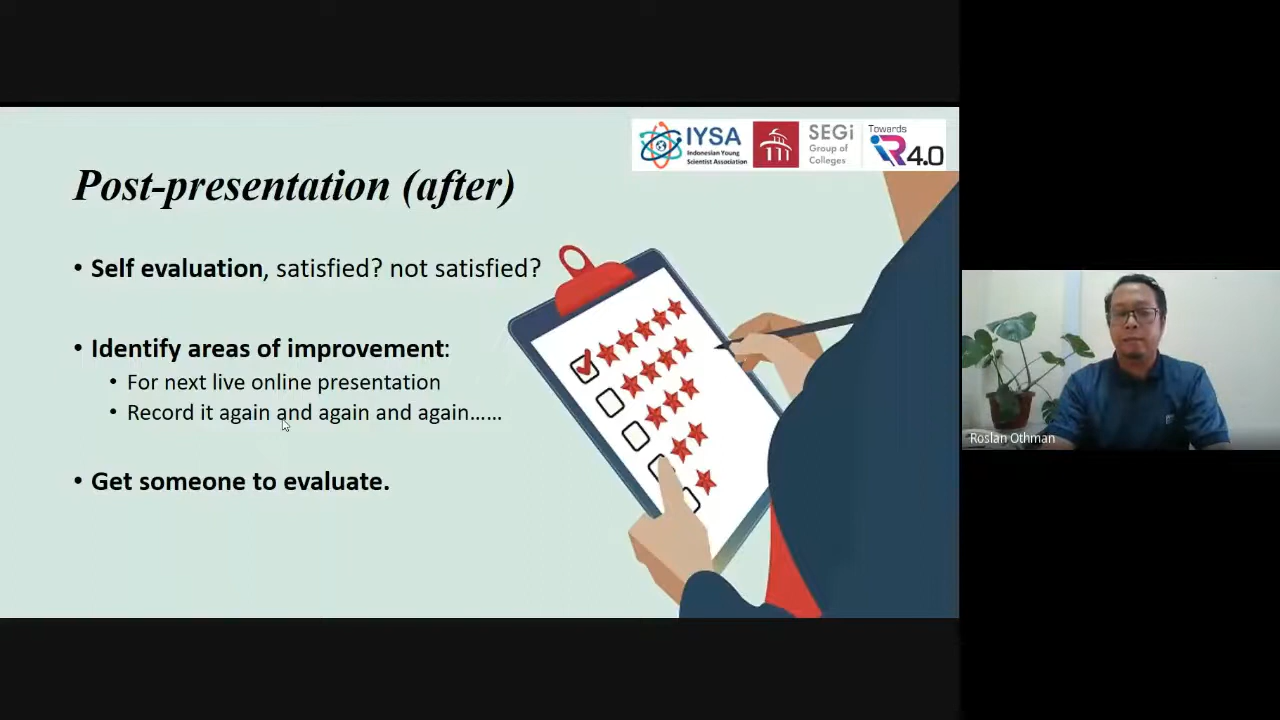 IYSA
Indonesian Young
Scientist Association
SEGi
Group of
Colleges
Towards
iR4.0
Post-presentation (after)
• Self evaluation, satisfied? not satisfied?
• Identify areas of improvement:
• For next live online presentation
• Record it again and again and again......
• Get someone to evaluate.
Roslan Othman